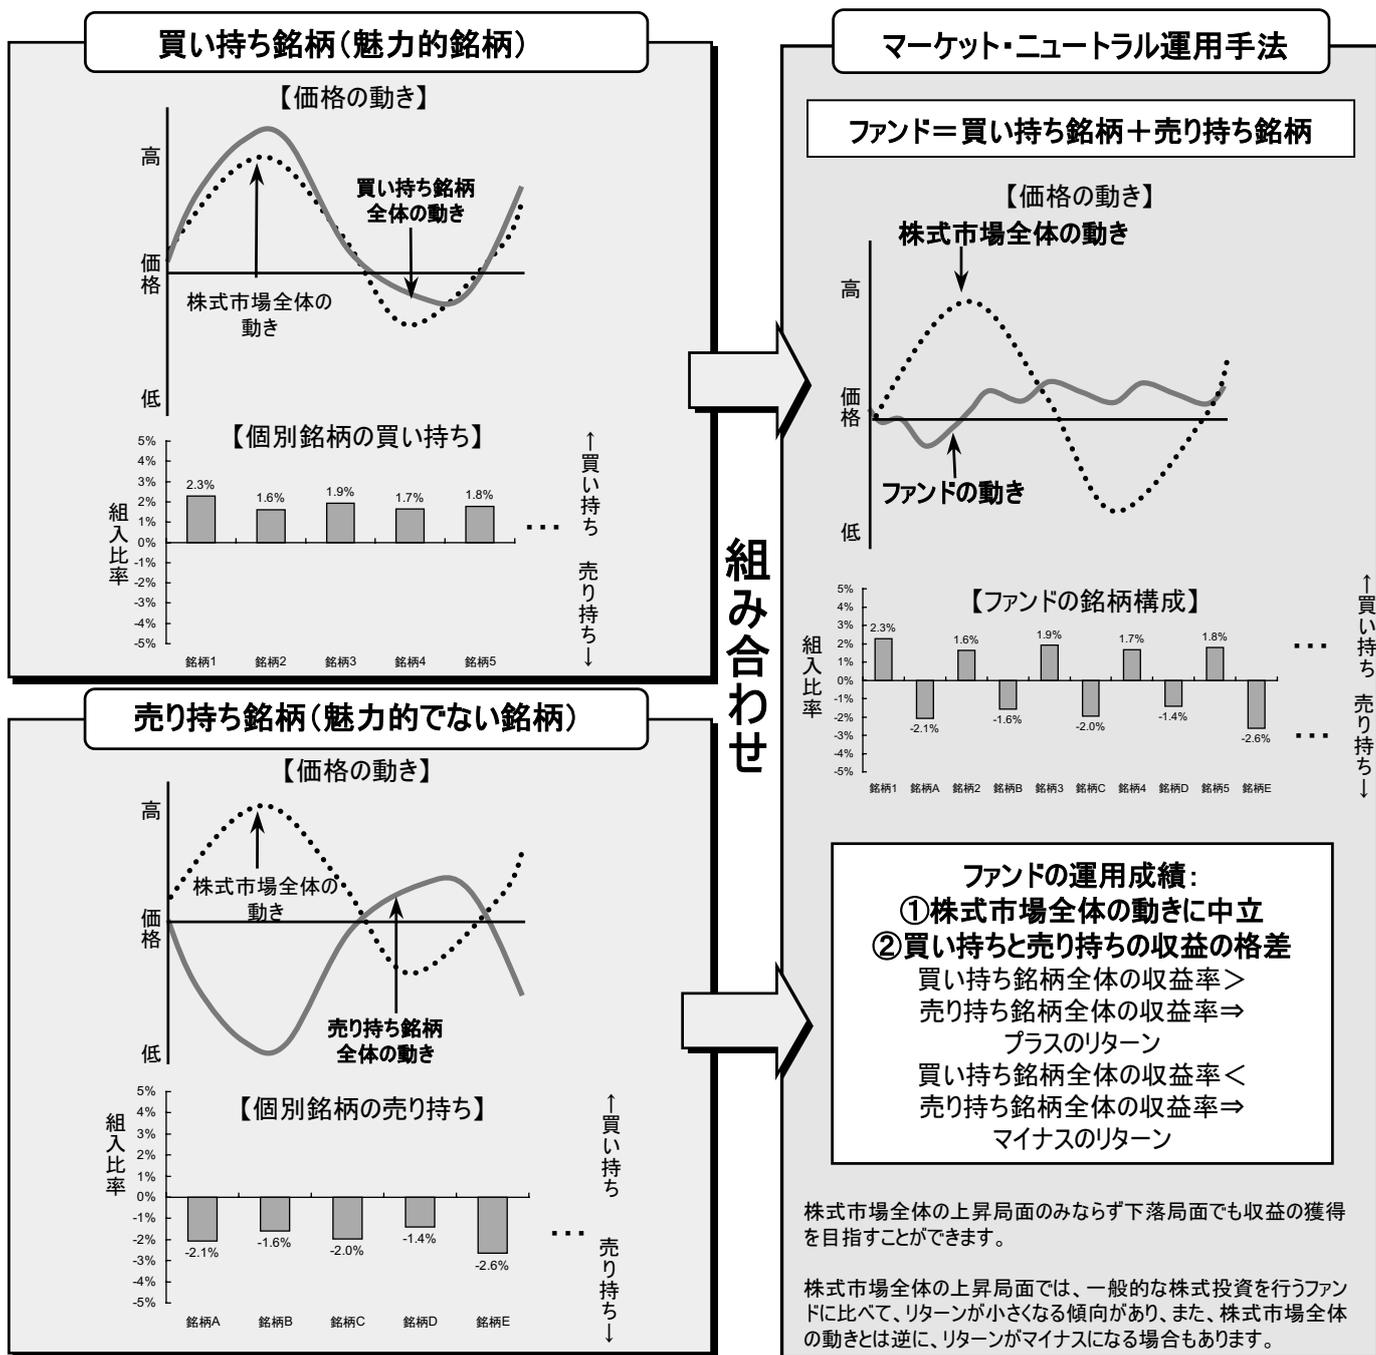 買い持ち銘柄（魅力的銘柄）
【価格の動き】
高
価格
低
買い持ち銘柄
全体の動き
株式市場全体の
動き
【個別銘柄の買い持ち】
組入比率
5%
4%
3%
2%
1%
0%
-1%
-2%
-3%
-4%
-5%
2.3%
1.6%
1.9%
1.7%
1.8%
…
銘柄1
銘柄2
銘柄3
銘柄4
銘柄5
←買い持ち 売り持ち→
売り持ち銘柄（魅力的でない銘柄）
【価格の動き】
高
価格
低
株式市場全体の
動き
売り持ち銘柄
全体の動き
【個別銘柄の売り持ち】
組入比率
5%
4%
3%
2%
1%
0%
-1%
-2%
-3%
-4%
-5%
-2.1%
-1.6%
-2.0%
-1.4%
-2.6%
…
銘柄A
銘柄B
銘柄C
銘柄D
銘柄E
←買い持ち 売り持ち→
組み合わせ
マーケット・ニュートラル運用手法
ファンド＝買い持ち銘柄＋売り持ち銘柄
【価格の動き】
株式市場全体の動き
高
価格
低
ファンドの動き
【ファンドの銘柄構成】
組入比率
5%
4%
3%
2%
1%
0%
-1%
-2%
-3%
-4%
-5%
2.3%
-2.1%
1.6%
-1.6%
1.9%
-2.0%
1.7%
-1.4%
1.8%
-2.6%
…
…
銘柄1
銘柄A
銘柄2
銘柄B
銘柄3
銘柄C
銘柄4
銘柄D
銘柄5
銘柄E
←買い持ち 売り持ち→
ファンドの運用成績：
①株式市場全体の動きに中立
②買い持ちと売り持ちの収益の格差
買い持ち銘柄全体の収益率＞
売り持ち銘柄全体の収益率⇒
プラスのリターン
買い持ち銘柄全体の収益率＜
売り持ち銘柄全体の収益率⇒
マイナスのリターン
株式市場全体の上昇局面のみならず下落局面でも収益の獲得
を目指すことができます。
株式市場全体の上昇局面では、一般的な株式投資を行うファン
ドに比べて、リターンが小さくなる傾向があり、また、株式市場全体
の動きとは逆に、リターンがマイナスになる場合もあります。